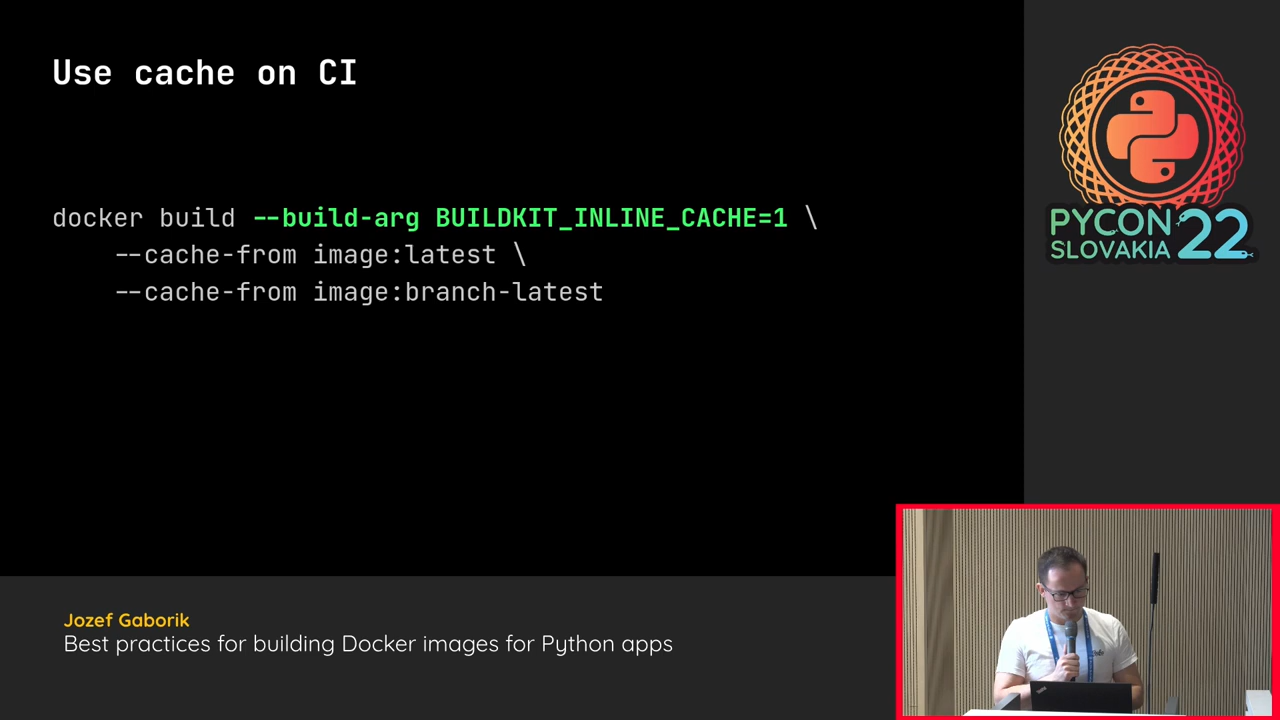 Use cache on CI
docker build --build-arg BUILDKIT_INLINE_CACHE=1 \
--cache-from image:latest \
--cache-from image:branch-latest
PYCON
SLOVAKIA
22
Jozef Gaborik
Best practices for building Docker images for Python apps